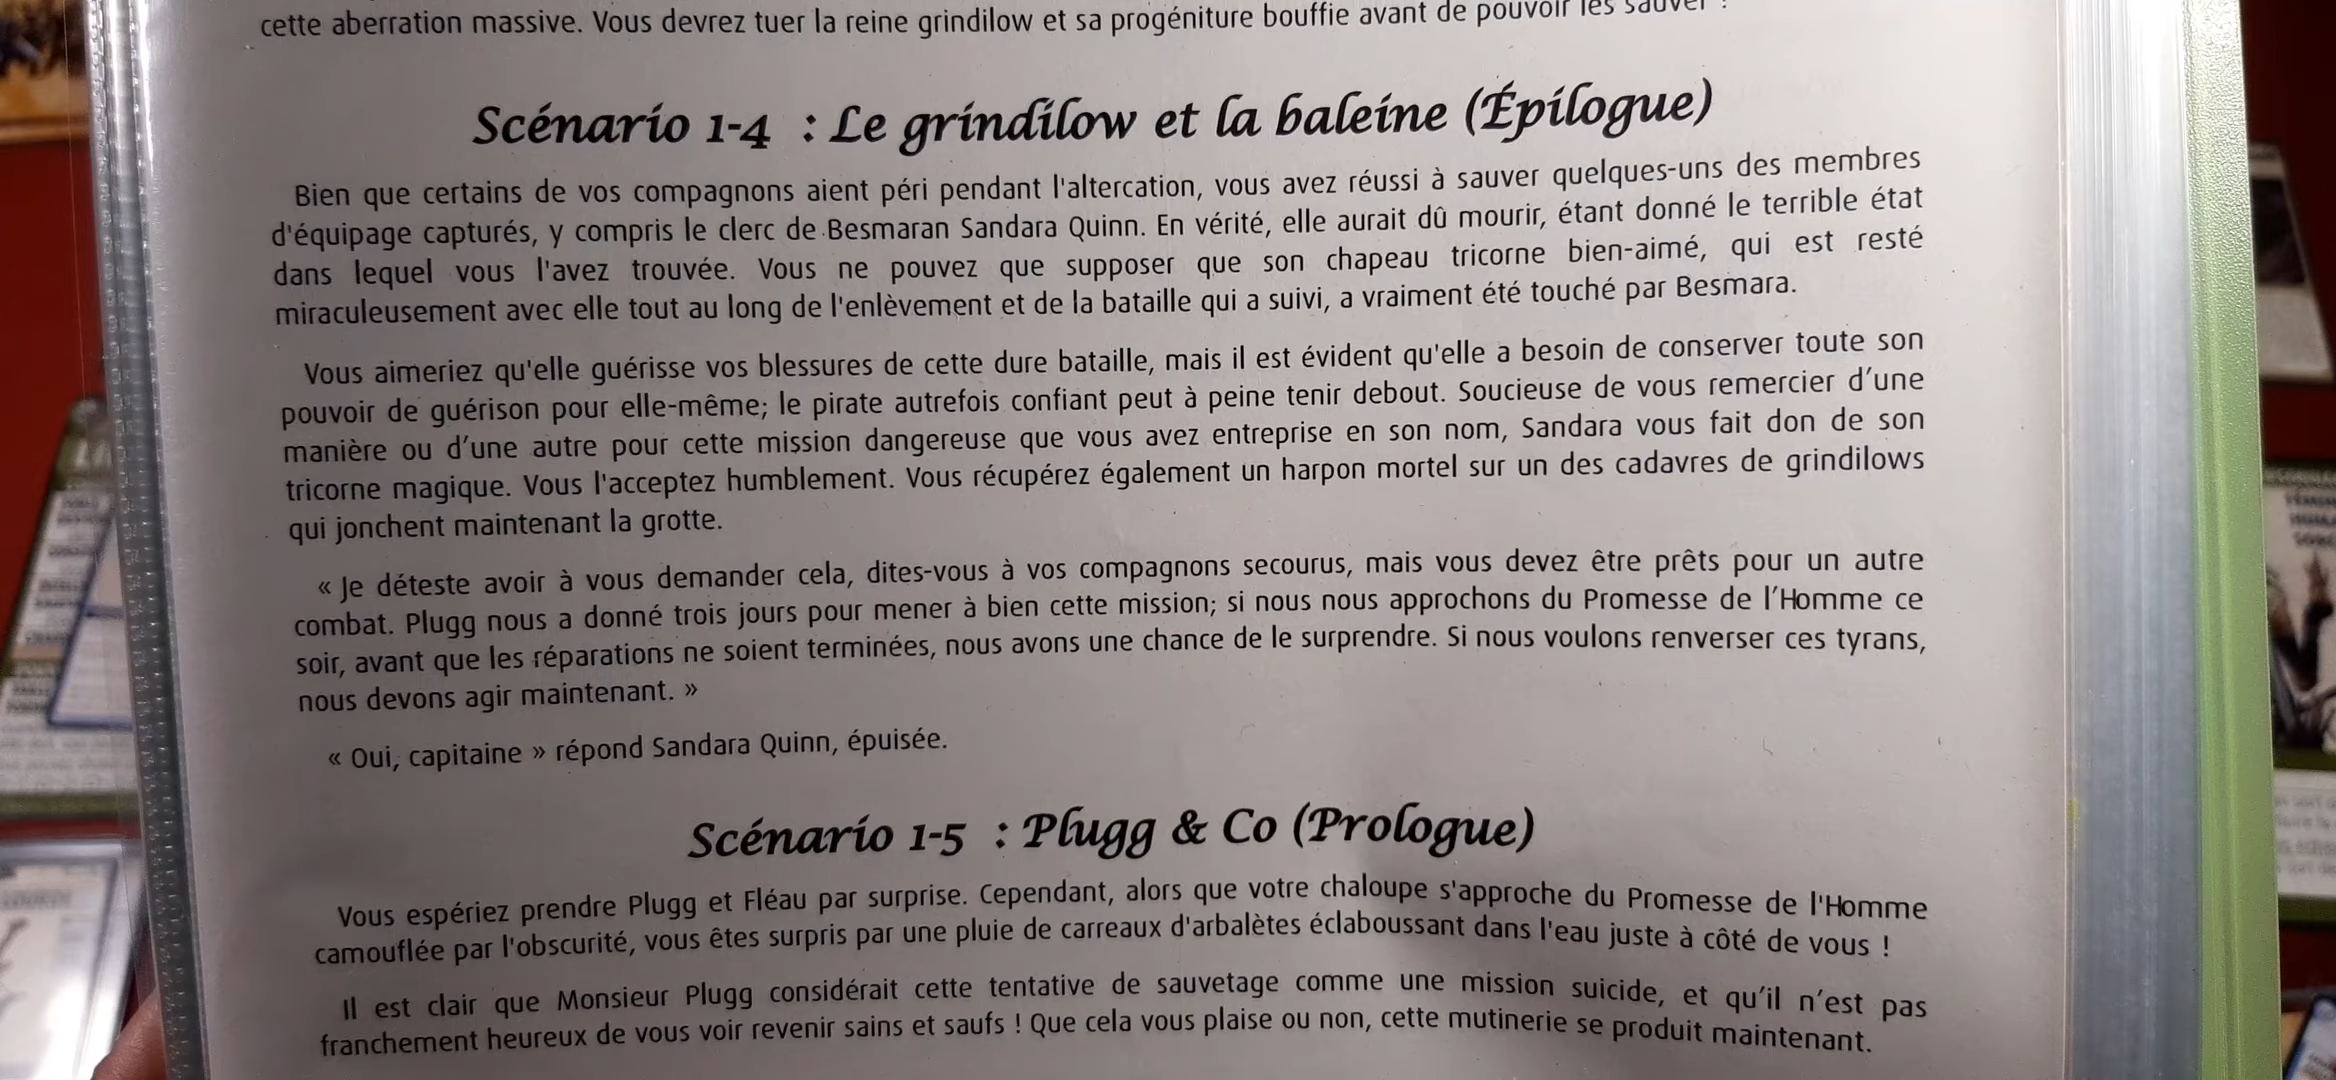 cette aberration massive. Vous devrez tuer la reine grindilow et sa progéniture bouffie avant de pouvoir les sauver !
Scénario 1-4 : Le grindilow et la baleine (Épilogue)
Bien que certains de vos compagnons aient péri pendant l'altercation, vous avez réussi à sauver quelques-uns des membres
d'équipage capturés, y compris le clerc de Besmaran Sandara Quinn. En vérité, elle aurait dû mourir, étant donné le terrible état
dans lequel vous l'avez trouvée. Vous ne pouvez que supposer que son chapeau tricorne bien-aimé, qui est resté
miraculeusement avec elle tout au long de l'enlèvement et de la bataille qui a suivi, a vraiment été touché par Besmara.
Vous aimeriez qu'elle guérisse vos blessures de cette dure bataille, mais il est évident qu'elle a besoin de conserver toute son
pouvoir de guérison pour elle-même; le pirate autrefois confiant peut à peine tenir debout. Soucieuse de vous remercier d’une
manière ou d’une autre pour cette mission dangereuse que vous avez entreprise en son nom, Sandara vous fait don de son
tricorne magique. Vous l'acceptez humblement. Vous récupérez également un harpon mortel sur un des cadavres de grindilows
qui jonchent maintenant la grotte.
« Je déteste avoir à vous demander cela, dites-vous à vos compagnons secourus, mais vous devez être prêts pour un autre
combat. Plugg nous a donné trois jours pour mener à bien cette mission; si nous nous approchons du Promesse de l’Homme ce
soir, avant que les réparations ne soient terminées, nous avons une chance de le surprendre. Si nous voulons renverser ces tyrans,
nous devons agir maintenant. »
« Oui, capitaine » répond Sandara Quinn, épuisée.
Scénario 1-5 : Plugg & Co (Prologue)
Vous espériez prendre Plugg et Fléau par surprise. Cependant, alors que votre chaloupe s'approche du Promesse de l'Homme
camouflée par l'obscurité, vous êtes surpris par une pluie de carreaux d'arbalètes éclaboussant dans l'eau juste à côté de vous !
Il est clair que Monsieur Plugg considérait cette tentative de sauvetage comme une mission suicide, et qu’il n’est pas
franchement heureux de vous voir revenir sains et saufs ! Que cela vous plaise ou non, cette mutinerie se produit maintenant.